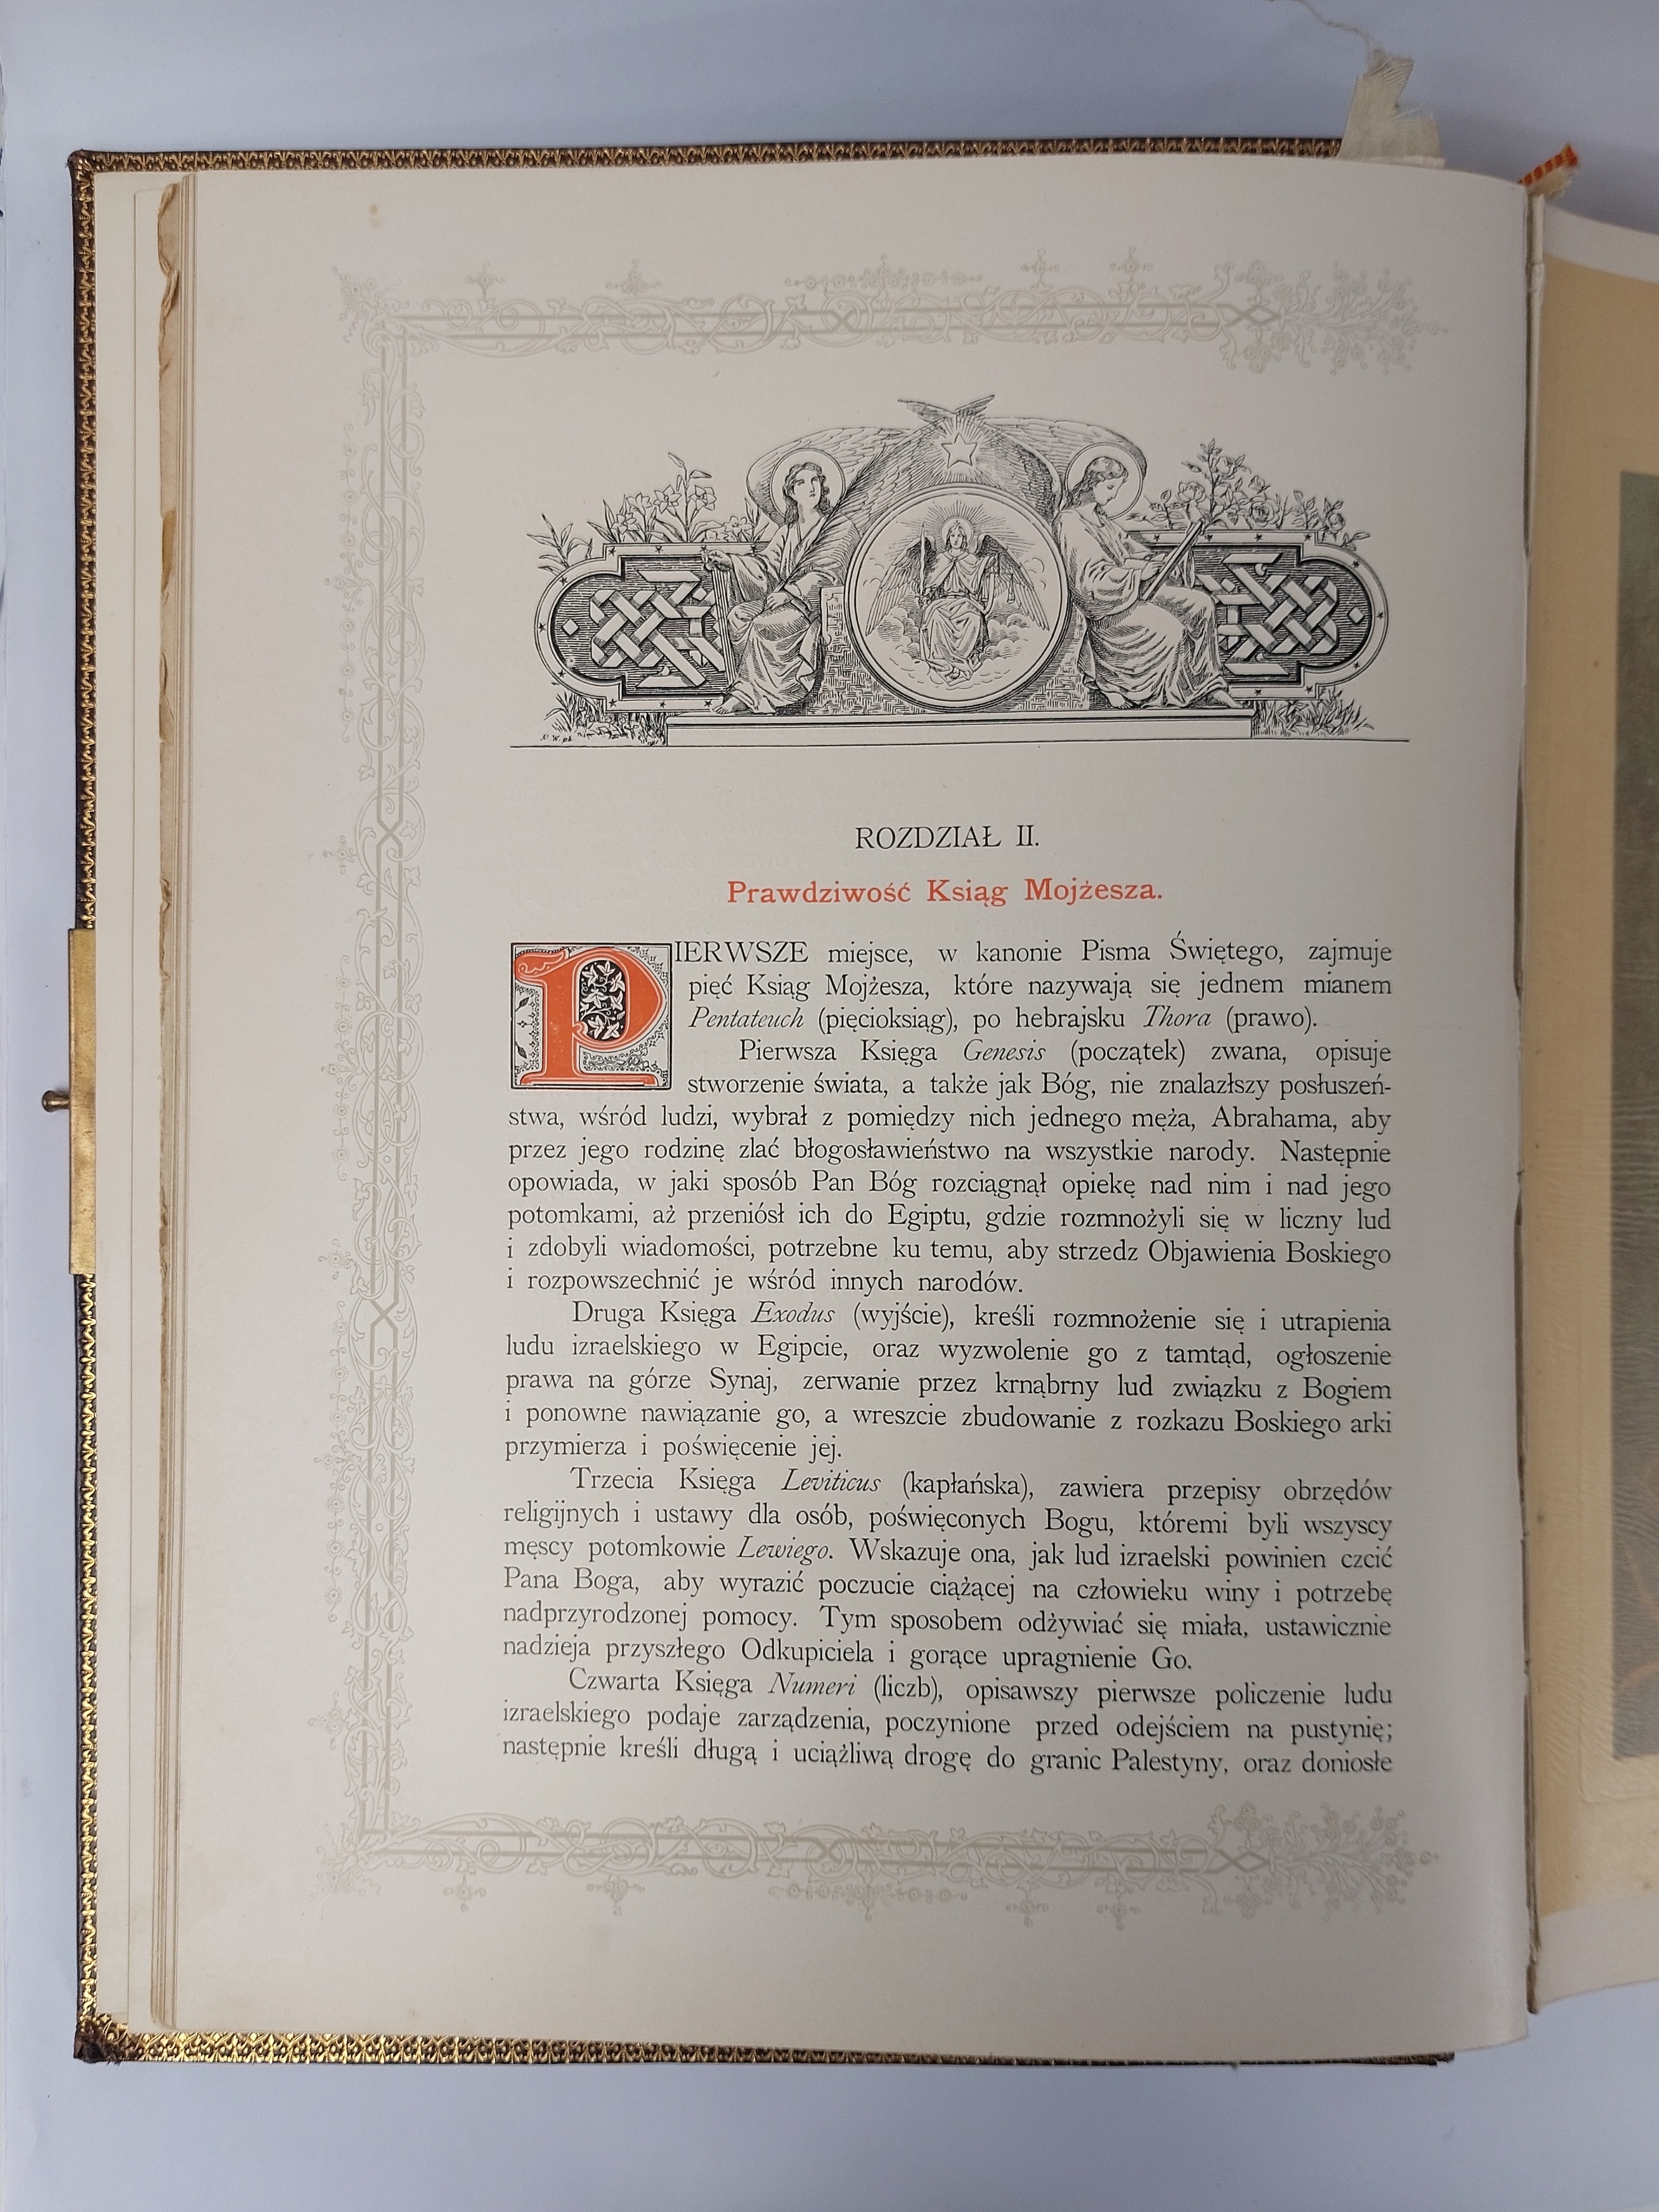 ROZDZIAŁ II.
Prawdziwość Ksiąg Mojżesza.
PIERWSZE miejsce, w kanonie Pisma Świętego, zajmuje
pięć Ksiąg Mojżesza, które nazywają się jednem mianem
Pentateuch (pięcioksiąg), po hebrajsku Thora (prawo).
Pierwsza Księga Genesis (początek) zwana, opisuje
stworzenie świata, a także jak Bóg, nie znalazłszy posłuszeń-
stwa, wśród ludzi, wybrał z pomiędzy nich jednego męża, Abrahama, aby
przez jego rodzinę zlać błogosławieństwo na wszystkie narody. Następnie
opowiada, w jaki sposób Pan Bóg rozciągnął opiekę nad nim i nad jego
potomkami, aż przeniósł ich do Egiptu, gdzie rozmnożyli się w liczny lud
i zdobyli wiadomości, potrzebne ku temu, aby strzedz Objawienia Boskiego
i rozpowszechnić je wśród innych narodów.
Druga Księga Exodus (wyjście), kreśli rozmnożenie się i utrapienia
ludu izraelskiego w Egipcie, oraz wyzwolenie go z tamtąd, ogłoszenie
prawa na górze Synaj, zerwanie przez krnąbrny lud związku z Bogiem
i ponowne nawiązanie go, a wreszcie zbudowanie z rozkazu Boskiego arki
przymierza i poświęcenie jej.
Trzecia Księga Leviticus (kapłańska), zawiera przepisy obrzędów
religijnych i ustawy dla osób, poświęconych Bogu, któremi byli wszyscy
męscy potomkowie Lewiego. Wskazuje ona, jak lud izraelski powinien czcić
Pana Boga, aby wyrazić poczucie ciążącej na człowieku winy i potrzebę
nadprzyrodzonej pomocy. Tym sposobem odżywiać się miała, ustawicznie
nadzieja przyszłego Odkupiciela i gorące upragnienie Go.
Czwarta Księga Numeri (liczb), opisawszy pierwsze policzenie ludu
izraelskiego podaje zarządzenia, poczynione przed odejściem na pustynię;
następnie kreśli długą i uciążliwą drogę do granic Palestyny, oraz doniosłe